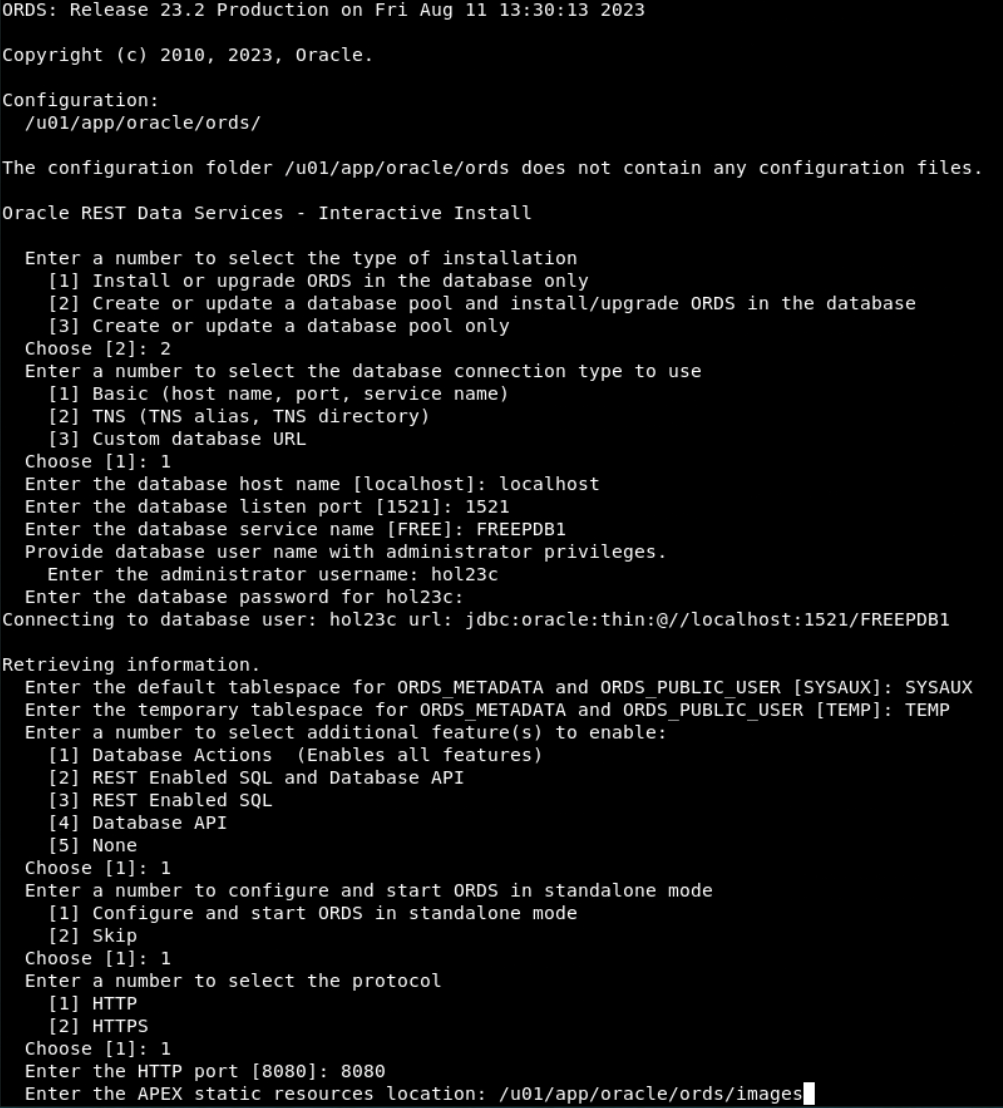 ORDS: Release 23.2 Production on Fri Aug 11 13:30:13 2023
Copyright (c) 2010, 2023, Oracle.
Configuration:
/u01/app/oracle/ords/
The configuration folder /u01/app/oracle/ords does not contain any configuration files.
Oracle REST Data Services - Interactive Install
Enter a number to select the type of installation
[1] Install or upgrade ORDS in the database only
[2] Create or update a database pool and install/upgrade ORDS in the database
[3] Create or update a database pool only
Choose [2]: 2
Enter a number to select the database connection type to use
[1] Basic (host name, port, service name)
[2] TNS (TNS alias, TNS directory)
[3] Custom database URL
Choose [1]: 1
Enter the database host name [localhost]: localhost
Enter the database listen port [1521]: 1521
Enter the database service name [FREE]: FREEPDB1
Provide database user name with administrator privileges.
Enter the administrator username: hol23c
Enter the database password for hol23c:
Connecting to database user: hol23c url: jdbc:oracle:thin:@//localhost:1521/FREEPDB1
Retrieving information.
Enter the default tablespace for ORDS_METADATA and ORDS_PUBLIC_USER [SYSAUX]: SYSAUX
Enter the temporary tablespace for ORDS_METADATA and ORDS_PUBLIC_USER [TEMP]: TEMP
Enter a number to select additional feature(s) to enable:
[1] Database Actions  (Enables all features)
[2] REST Enabled SQL and Database API
[3] REST Enabled SQL
[4] Database API
[5] None
Choose [1]: 1
Enter a number to configure and start ORDS in standalone mode
[1] Configure and start ORDS in standalone mode
[2] Skip
Choose [1]: 1
Enter a number to select the protocol
[1] HTTP
[2] HTTPS
Choose [1]: 1
Enter the HTTP port [8080]: 8080
Enter the APEX static resources location: /u01/app/oracle/ords/images